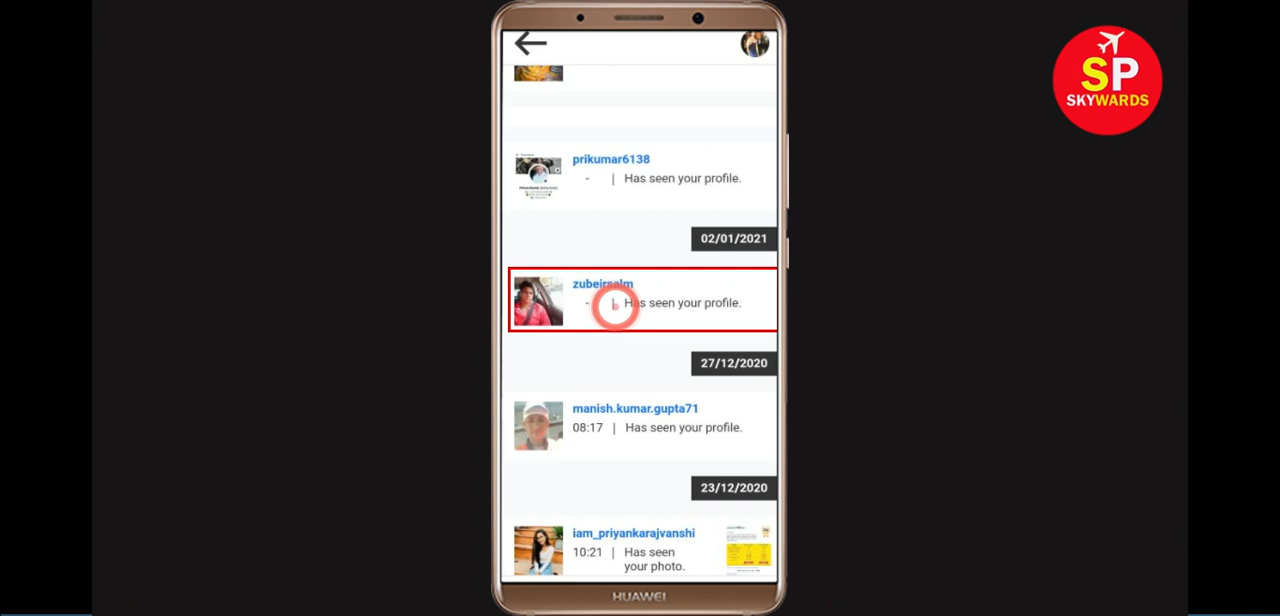 SP
SKYWARDS
prikumar6138
- | Has seen your profile.
02/01/2021
zubeirsalm
- | Has seen your profile.
27/12/2020
manish.kumar.gupta71
08:17 | Has seen your profile.
23/12/2020
iam_priyankarajvanshi
10:21 | Has seen
your photo.
HUAWEI